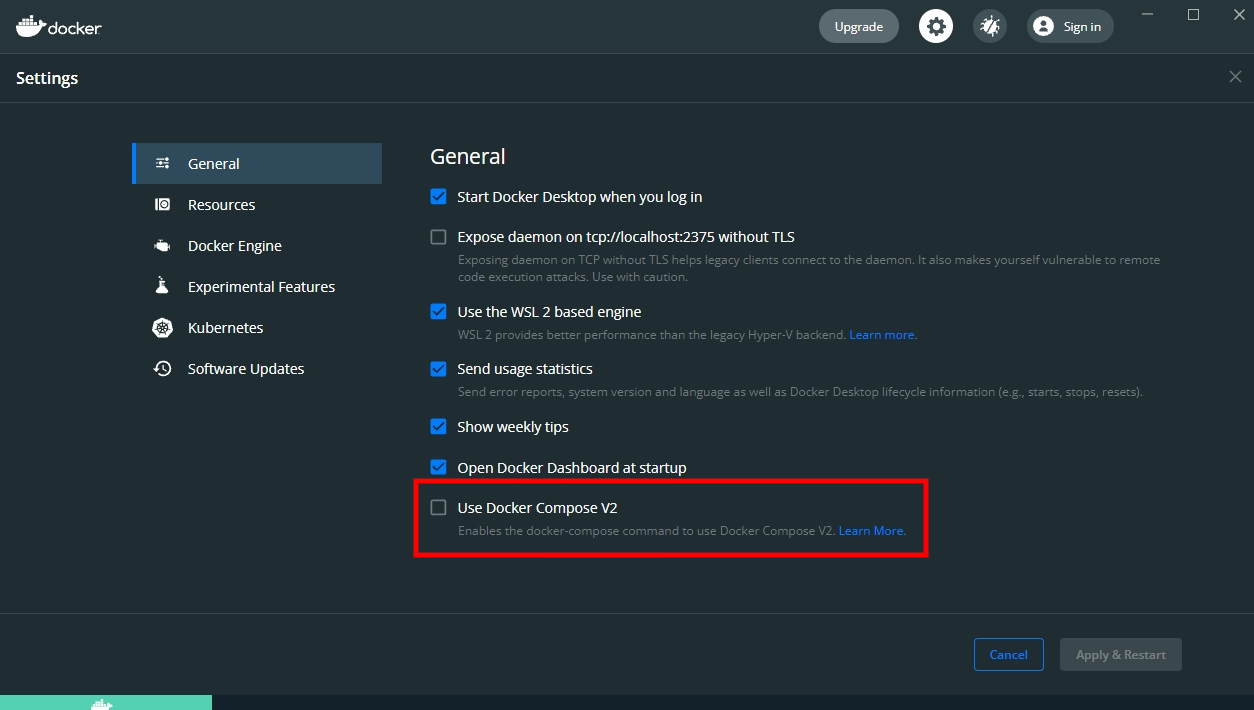 docker
Upgrade
Sign in
Settings
General
Resources
Docker Engine
Experimental Features
Kubernetes
Software Updates
General
Start Docker Desktop when you log in
Expose daemon on tcp://localhost:2375 without TLS
Exposing daemon on TCP without TLS helps legacy clients connect to the daemon. It also makes yourself vulnerable to remote
code execution attacks. Use with caution.
Use the WSL 2 based engine
WSL 2 provides better performance than the legacy Hyper-V backend. Learn more.
Send usage statistics
Send error reports, system version and language as well as Docker Desktop lifecycle information (e.g., starts, stops, resets).
Show weekly tips
Open Docker Dashboard at startup
Use Docker Compose V2
Enables the docker-compose command to use Docker Compose V2. Learn More.
Cancel
Apply & Restart